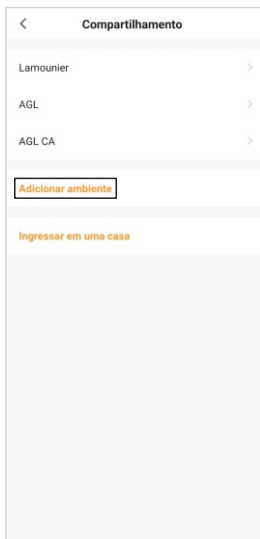 Compartilhamento
Lamounier
AGL
AGL CA
Adicionar ambiente
Ingressar em uma casa